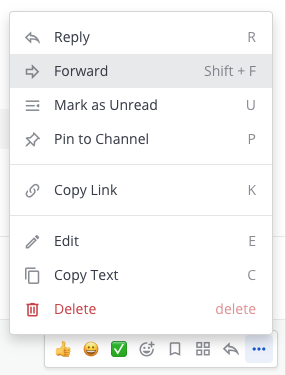 Reply R
Forward Shift + F
Mark as Unread U
Pin to Channel P
Copy Link K
Edit E
Copy Text C
Delete delete